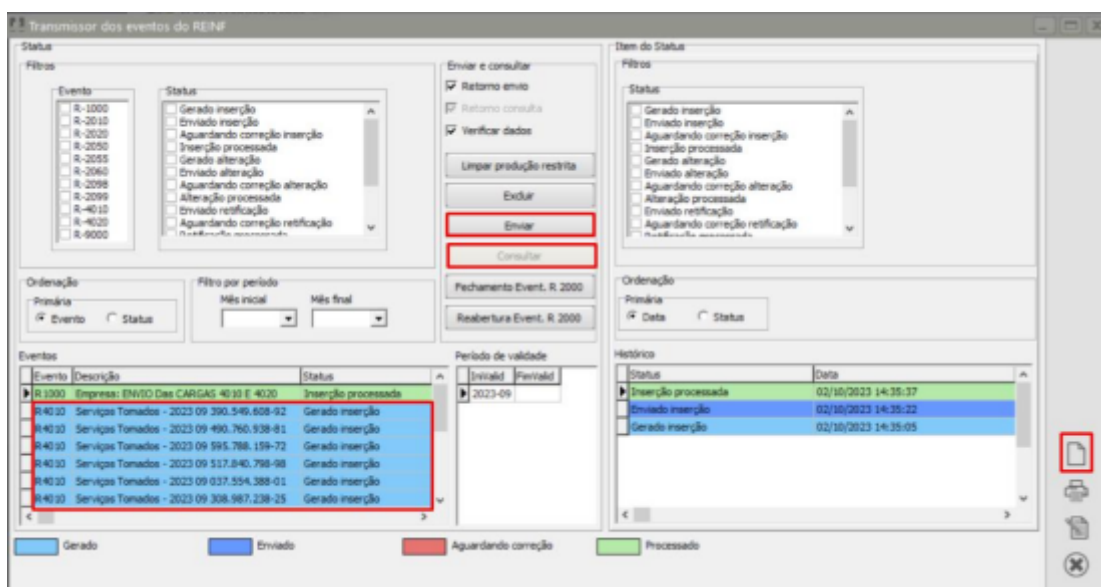 Transmissor dos eventos do REINF
Status
Filtros
Evento
R-1000
R-2010
R-2020
R-2050
R-2055
R-2060
R-2098
R-2099
R-4010
R-4020
R-9000
Status
Gerado inserção
Enviado inserção
Aguardando correção inserção
Inserção processada
Gerado alteração
Enviado alteração
Aguardando correção alteração
Alteração processada
Enviado retificação
Aguardando correção retificação
Retificação processada
Enviar e consultar
Retorno envio
Retorno consulta
Verificar dados
Limpar produção restrita
Excluir
Enviar
Consultar
Fechamento Event. R 2000
Reabertura Event. R 2000
Ordenação
Primária
Evento Status
Filtro por período
Mês inicial Mês final
Eventos
Evento Descrição Status
R1000 Empresa: ENVIO Das CARGAS 4010 E 4020 Inserção processada
R4010 Serviços Tomados - 2023 09 390.549.608-92 Gerado inserção
R4010 Serviços Tomados - 2023 09 490.760.938-81 Gerado inserção
R4010 Serviços Tomados - 2023 09 595.788.159-72 Gerado inserção
R4010 Serviços Tomados - 2023 09 517.840.798-98 Gerado inserção
R4010 Serviços Tomados - 2023 09 037.554.388-01 Gerado inserção
R4010 Serviços Tomados - 2023 09 308.987.238-25 Gerado inserção
Período de validade
IniValid FimValid
2023-09
Item do Status
Filtros
Status
Gerado inserção
Enviado inserção
Aguardando correção inserção
Inserção processada
Gerado alteração
Enviado alteração
Aguardando correção alteração
Alteração processada
Enviado retificação
Aguardando correção retificação
Retificação processada
Ordenação
Primária
Data Status
Histórico
Status Data
Inserção processada 02/10/2023 14:35:37
Enviado inserção 02/10/2023 14:35:22
Gerado inserção 02/10/2023 14:35:05
Gerado Enviado Aguardando correção Processado